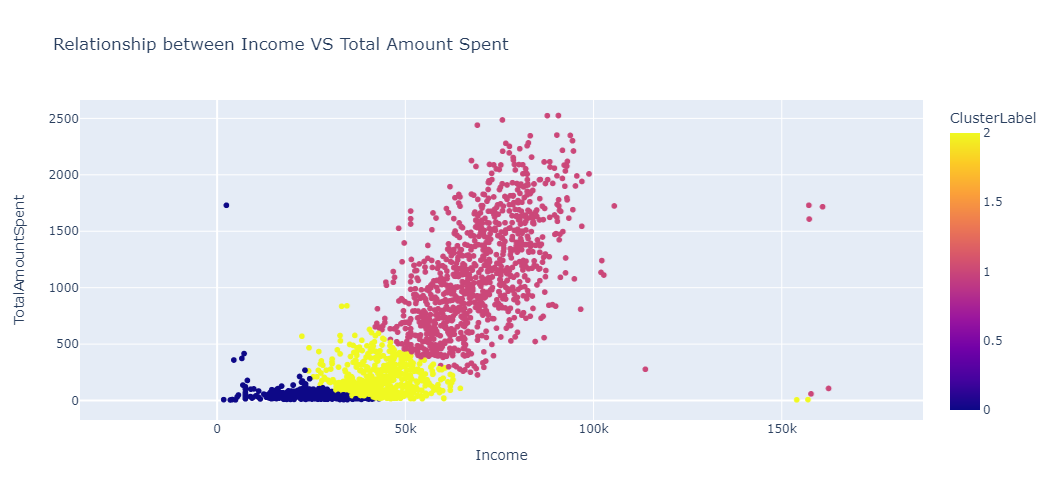 Relationship between Income VS Total Amount Spent
ClusterLabel
2
1.5
1
0.5
0
TotalAmountSpent
2500
2000
1500
1000
500
0
0
50k
100k
150k
Income